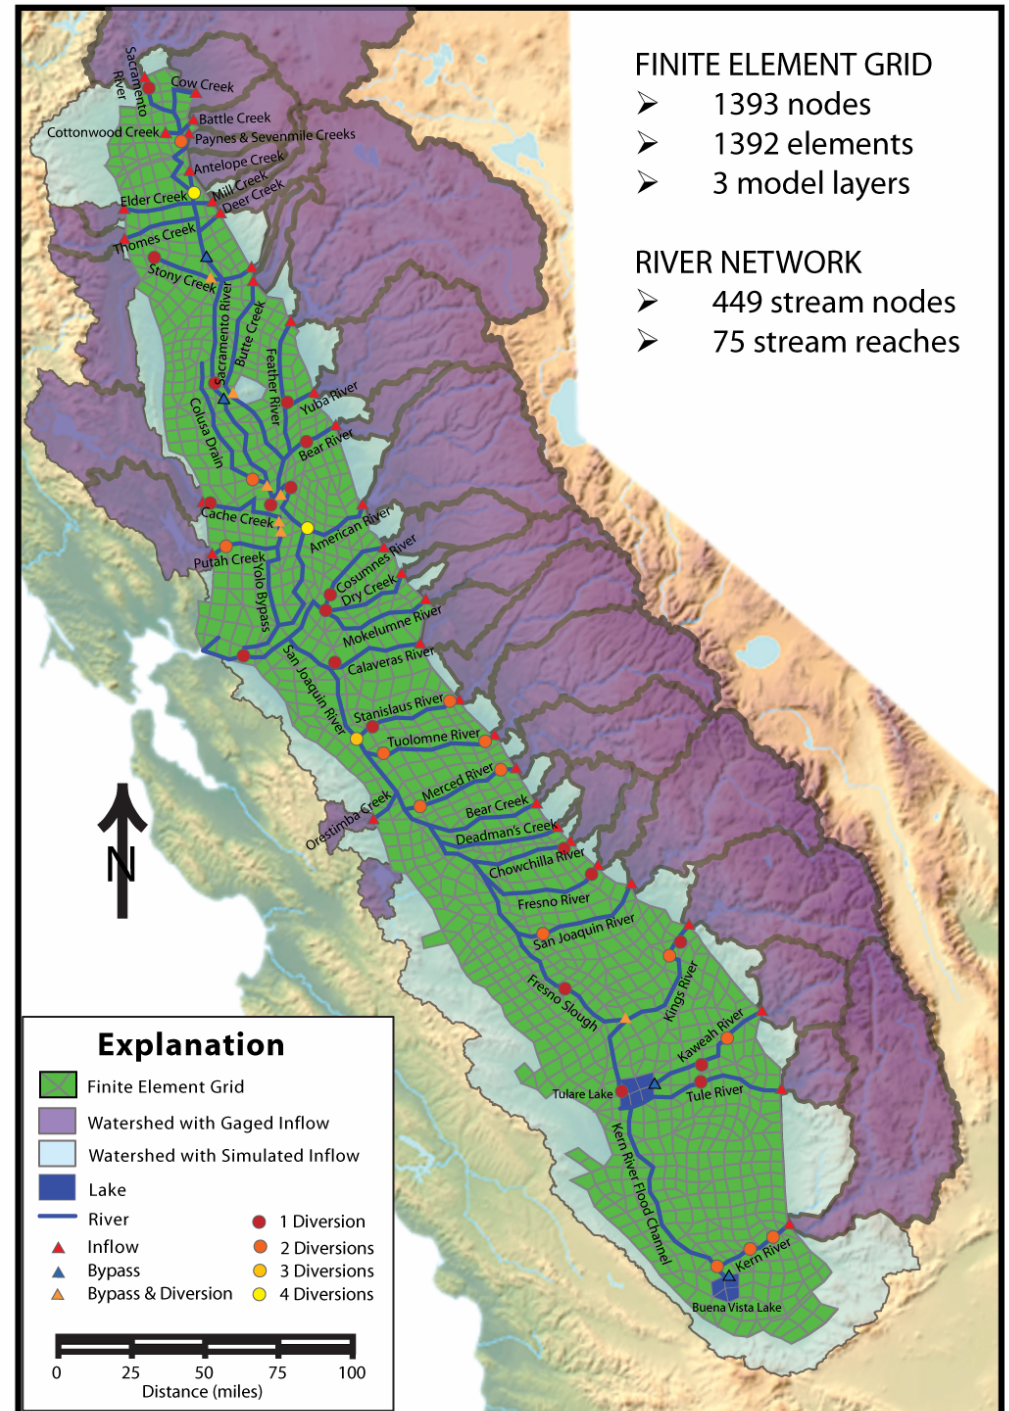 FINITE ELEMENT GRID
➢ 1393 nodes
➢ 1392 elements
➢ 3 model layers
RIVER NETWORK
➢ 449 stream nodes
➢ 75 stream reaches
Sacramento
River
Cow Creek
Battle Creek
Cottonwood Creek
Paynes & Sevenmile Creeks
Antelope Creek
Mill Creek
Elder Creek
Deer Creek
Thomes Creek
Stony Creek
Sacramento River
Butte Creek
Feather River
Yuba River
Colusa Drain
Bear River
Cache Creek
American River
Putah Creek
Yolo Bypass
Cosumnes River
Dry Creek
Mokelumne River
Calaveras River
San Joaquin River
Stanislaus River
Tuolomne River
Merced River
Orestimba Creek
Bear Creek
Deadman's Creek
Chowchilla River
Fresno River
San Joaquin River
Fresno Slough
Kings River
Kaweah River
Tulare Lake
Tule River
Kern River Flood Channel
Kern River
Buena Vista Lake
N
Explanation
Finite Element Grid
Watershed with Gaged Inflow
Watershed with Simulated Inflow
Lake
River
Inflow
Bypass
Bypass & Diversion
1 Diversion
2 Diversions
3 Diversions
4 Diversions
0 25 50 75 100
Distance (miles)